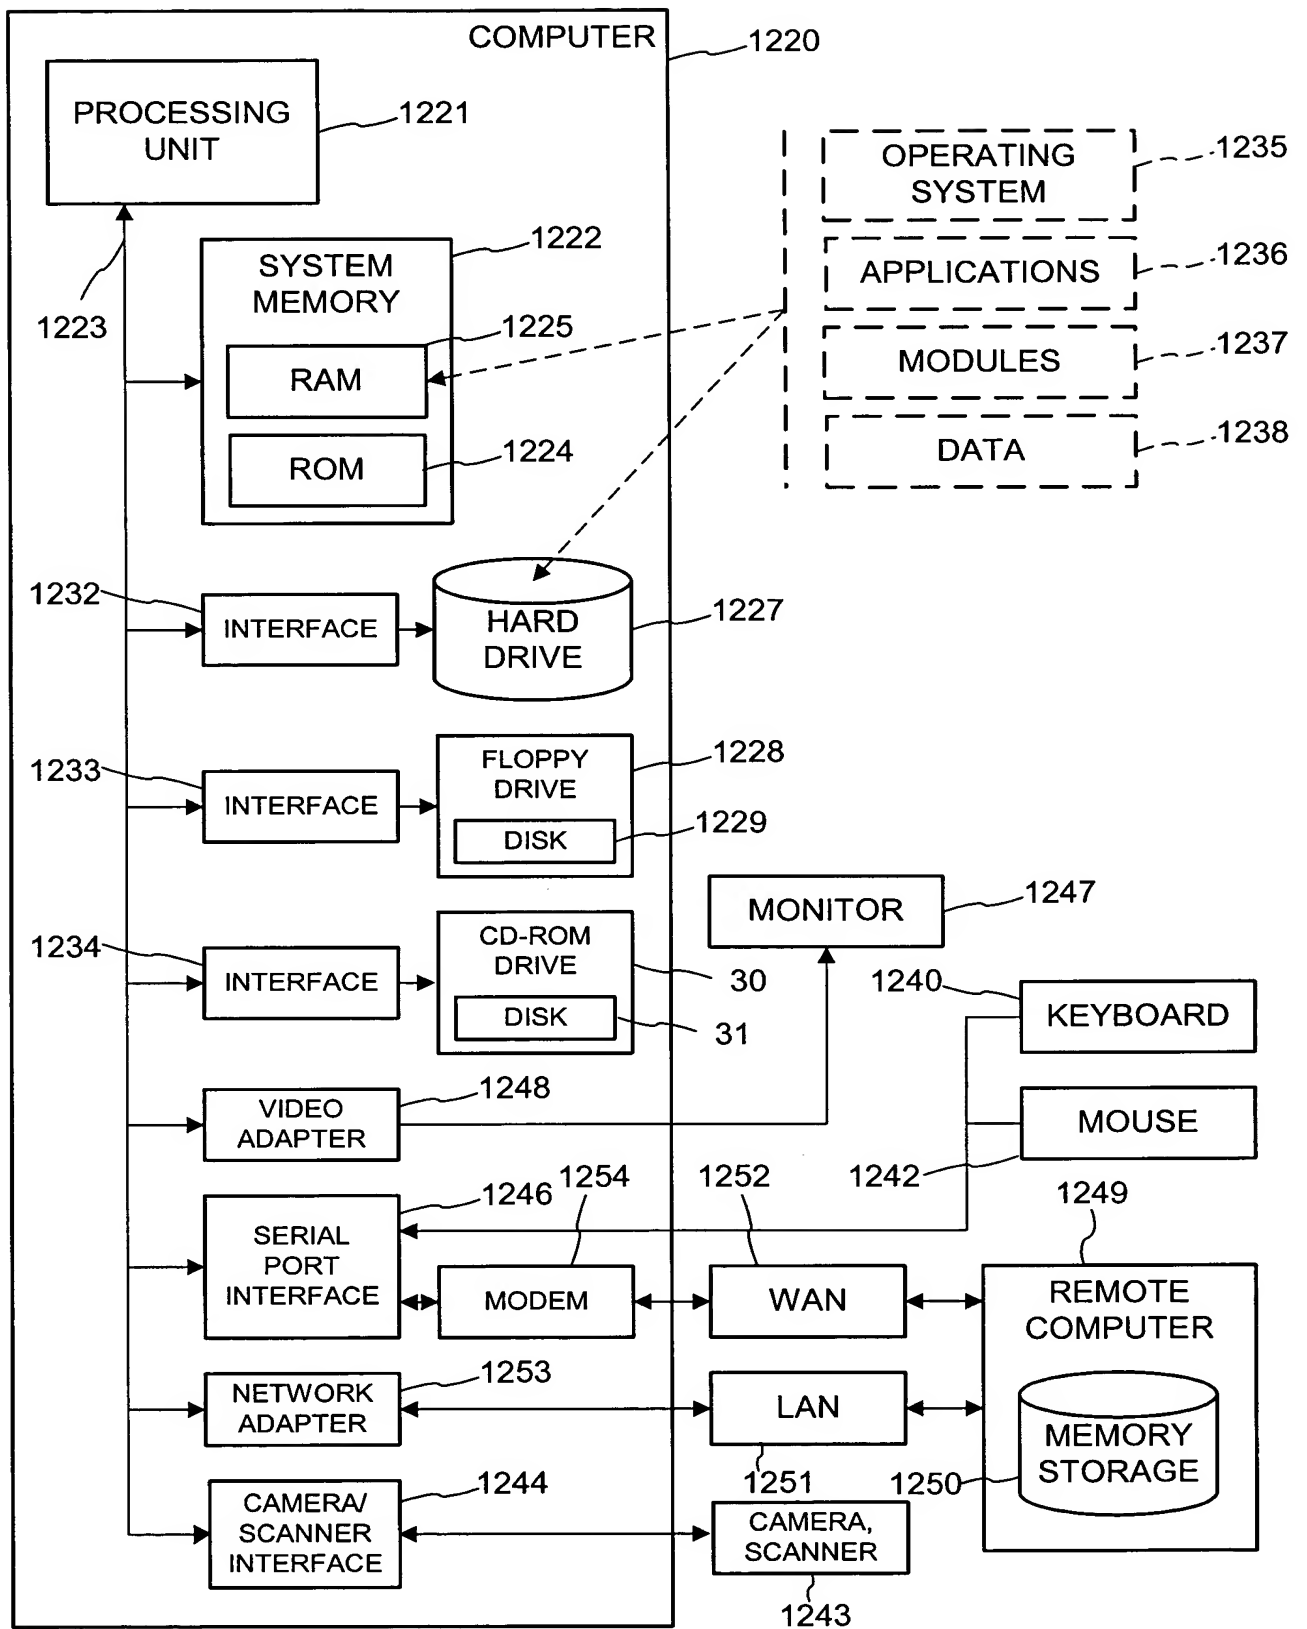 COMPUTER
1220
PROCESSING
UNIT
1221
1223
SYSTEM
MEMORY
1222
RAM
1225
ROM
1224
OPERATING
SYSTEM
1235
APPLICATIONS
1236
MODULES
1237
DATA
1238
1232
INTERFACE
HARD
DRIVE
1227
1233
INTERFACE
FLOPPY
DRIVE
1228
DISK
1229
1234
INTERFACE
CD-ROM
DRIVE
30
DISK
31
MONITOR
1247
1240
KEYBOARD
MOUSE
1242
VIDEO
ADAPTER
1248
SERIAL
PORT
INTERFACE
1246
MODEM
1254
WAN
1252
1249
REMOTE
COMPUTER
MEMORY
STORAGE
1250
NETWORK
ADAPTER
1253
LAN
1251
CAMERA/
SCANNER
INTERFACE
1244
CAMERA,
SCANNER
1243